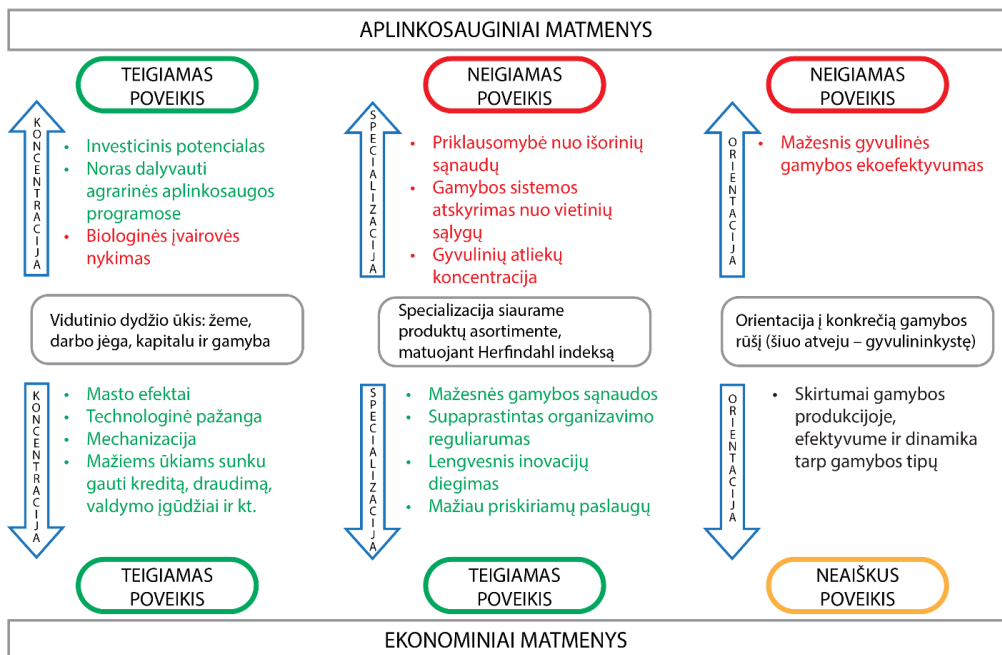 APLINKOSAUGINIAI MATMENYS
TEIGIAMAS
POVEIKIS
NEIGIAMAS
POVEIKIS
NEIGIAMAS
POVEIKIS
KONCENTRACIJA
• Investicinis potencialas
• Noras dalyvauti
agrarinės aplinkosaugos
programose
• Biologinės įvairovės
nykimas
SPECIALIZACIJA
• Priklausomybė nuo išorinių
sąnaudų
• Gamybos sistemos
atskyrimas nuo vietinių
sąlygų
• Gyvulinių atliekų
koncentracija
ORIENTACIJA
• Mažesnis gyvulinės
gamybos ekoefektyvumas
Vidutinio dydžio ūkis: žeme,
darbo jėga, kapitalu ir gamyba
Specializacija siaurame
produktų asortimente,
matuojant Herfindahl indeksą
Orientacija į konkrečią gamybos
rūšį (šiuo atveju – gyvulininkystę)
KONCENTRACIJA
• Masto efektai
• Technologinė pažanga
• Mechanizacija
• Mažiems ūkiams sunku
gauti kreditą, draudimą,
valdymo įgūdžiai ir kt.
SPECIALIZACIJA
• Mažesnės gamybos sąnaudos
• Supaprastintas organizavimo
reguliarumas
• Lengvesnis inovacijų
diegimas
• Mažiau priskiriamų paslaugų
ORIENTACIJA
• Skirtumai gamybos
produkcijoje,
efektyvume ir dinamika
tarp gamybos tipų
TEIGIAMAS
POVEIKIS
TEIGIAMAS
POVEIKIS
NEAIŠKUS
POVEIKIS
EKONOMINIAI MATMENYS